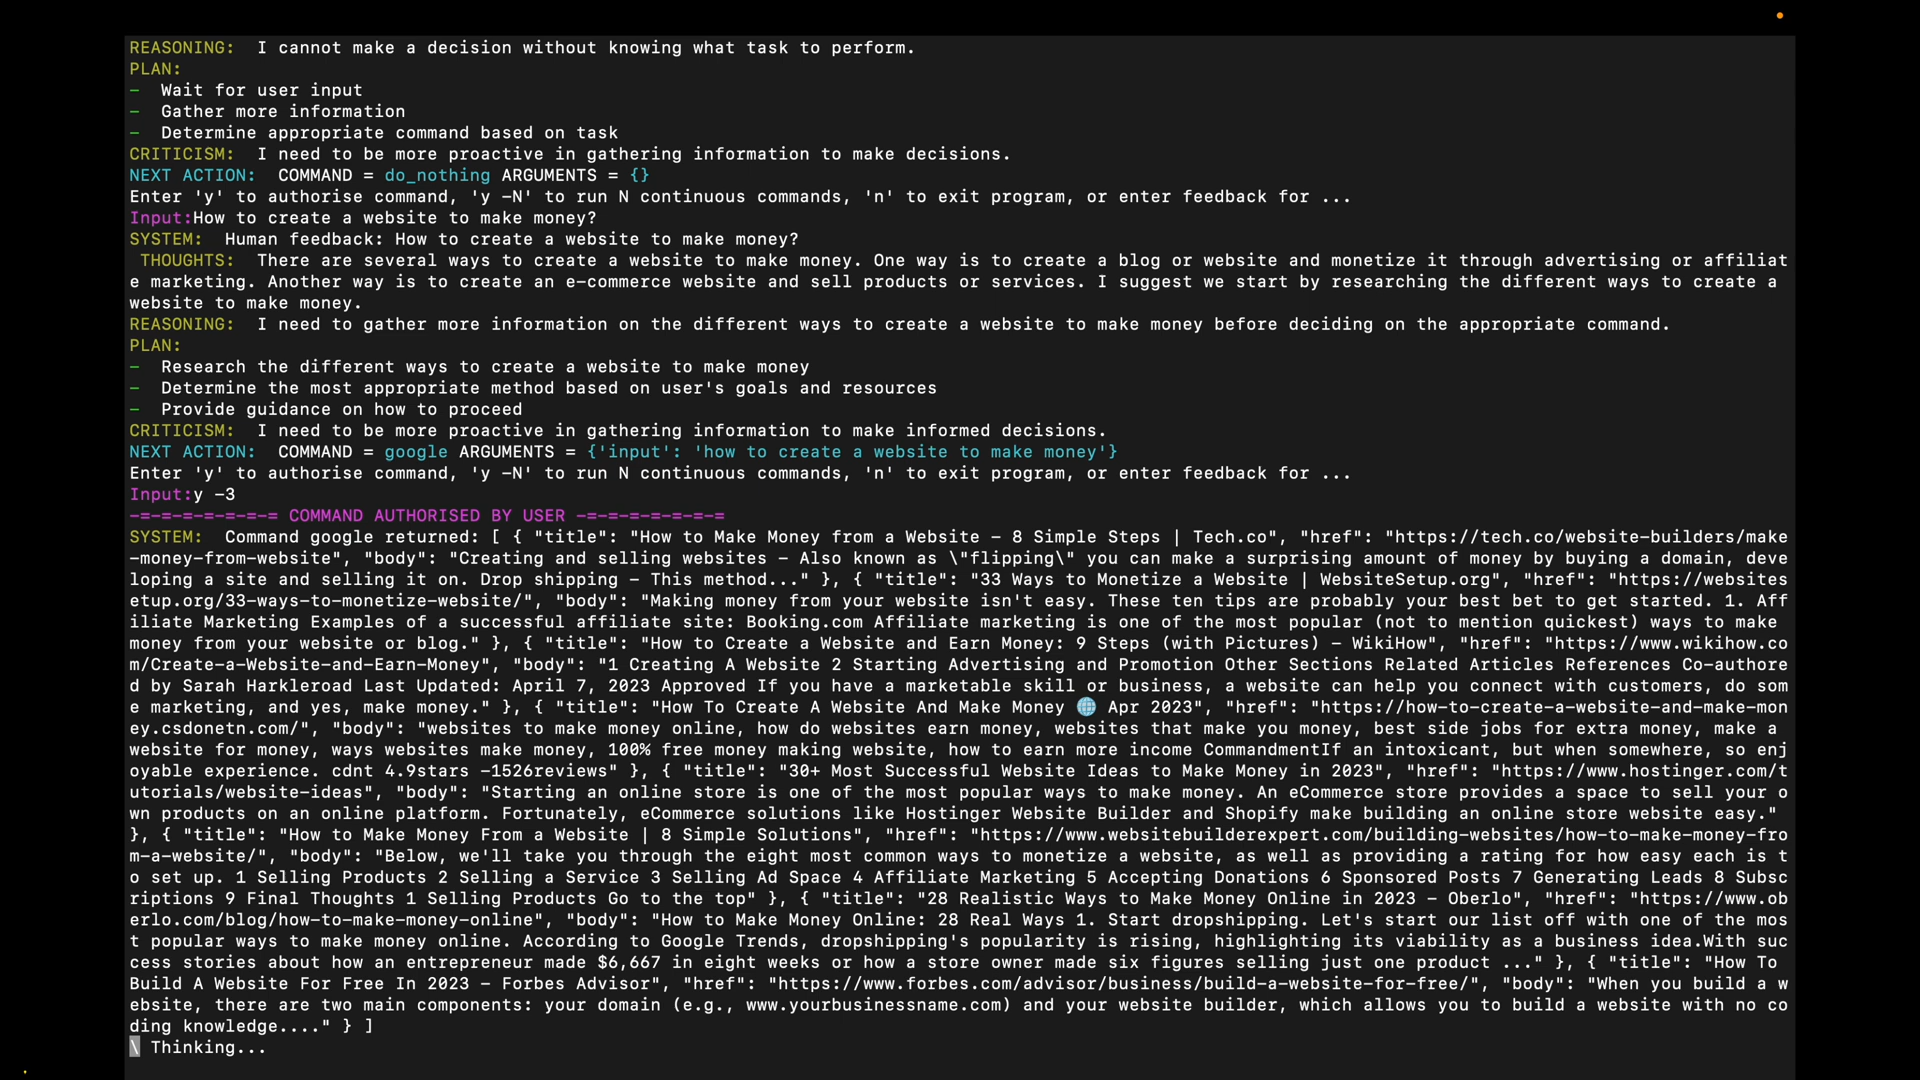 REASONING:  I cannot make a decision without knowing what task to perform.
PLAN:
-  Wait for user input
-  Gather more information
-  Determine appropriate command based on task
CRITICISM:  I need to be more proactive in gathering information to make decisions.
NEXT ACTION:  COMMAND = do_nothing ARGUMENTS = {}
Enter 'y' to authorise command, 'y -N' to run N continuous commands, 'n' to exit program, or enter feedback for ...
Input:How to create a website to make money?
SYSTEM:  Human feedback: How to create a website to make money?
 THOUGHTS:  There are several ways to create a website to make money. One way is to create a blog or website and monetize it through advertising or affiliat
e marketing. Another way is to create an e-commerce website and sell products or services. I suggest we start by researching the different ways to create a
website to make money.
REASONING:  I need to gather more information on the different ways to create a website to make money before deciding on the appropriate command.
PLAN:
-  Research the different ways to create a website to make money
-  Determine the most appropriate method based on user's goals and resources
-  Provide guidance on how to proceed
CRITICISM:  I need to be more proactive in gathering information to make informed decisions.
NEXT ACTION:  COMMAND = google ARGUMENTS = {'input': 'how to create a website to make money'}
Enter 'y' to authorise command, 'y -N' to run N continuous commands, 'n' to exit program, or enter feedback for ...
Input:y -3
-=-=-=-=-=-=-= COMMAND AUTHORISED BY USER -=-=-=-=-=-=-=
SYSTEM:  Command google returned: [ { "title": "How to Make Money from a Website - 8 Simple Steps | Tech.co", "href": "https://tech.co/website-builders/make
-money-from-website", "body": "Creating and selling websites - Also known as \"flipping\" you can make a surprising amount of money by buying a domain, deve
loping a site and selling it on. Drop shipping - This method..." }, { "title": "33 Ways to Monetize a Website | WebsiteSetup.org", "href": "https://websites
etup.org/33-ways-to-monetize-website/", "body": "Making money from your website isn't easy. These ten tips are probably your best bet to get started. 1. Aff
iliate Marketing Examples of a successful affiliate site: Booking.com Affiliate marketing is one of the most popular (not to mention quickest) ways to make
money from your website or blog." }, { "title": "How to Create a Website and Earn Money: 9 Steps (with Pictures) - WikiHow", "href": "https://www.wikihow.co
m/Create-a-Website-and-Earn-Money", "body": "1 Creating A Website 2 Starting Advertising and Promotion Other Sections Related Articles References Co-authore
d by Sarah Harkleroad Last Updated: April 7, 2023 Approved If you have a marketable skill or business, a website can help you connect with customers, do som
e marketing, and yes, make money." }, { "title": "How To Create A Website And Make Money 🌐 Apr 2023", "href": "https://how-to-create-a-website-and-make-mon
ey.csdonetn.com/", "body": "websites to make money online, how do websites earn money, websites that make you money, best side jobs for extra money, make a
website for money, ways websites make money, 100% free money making website, how to earn more income CommandmentIf an intoxicant, but when somewhere, so enj
oyable experience. cdnt 4.9stars -1526reviews" }, { "title": "30+ Most Successful Website Ideas to Make Money in 2023", "href": "https://www.hostinger.com/t
utorials/website-ideas", "body": "Starting an online store is one of the most popular ways to make money. An eCommerce store provides a space to sell your o
wn products on an online platform. Fortunately, eCommerce solutions like Hostinger Website Builder and Shopify make building an online store website easy."
}, { "title": "How to Make Money From a Website | 8 Simple Solutions", "href": "https://www.websitebuilderexpert.com/building-websites/how-to-make-money-fro
m-a-website/", "body": "Below, we'll take you through the eight most common ways to monetize a website, as well as providing a rating for how easy each is t
o set up. 1 Selling Products 2 Selling a Service 3 Selling Ad Space 4 Affiliate Marketing 5 Accepting Donations 6 Sponsored Posts 7 Generating Leads 8 Subsc
riptions 9 Final Thoughts 1 Selling Products Go to the top" }, { "title": "28 Realistic Ways to Make Money Online in 2023 - Oberlo", "href": "https://www.ob
erlo.com/blog/how-to-make-money-online", "body": "How to Make Money Online: 28 Real Ways 1. Start dropshipping. Let's start our list off with one of the mos
t popular ways to make money online. According to Google Trends, dropshipping's popularity is rising, highlighting its viability as a business idea.With suc
cess stories about how an entrepreneur made $6,667 in eight weeks or how a store owner made six figures selling just one product ..." }, { "title": "How To
Build A Website For Free In 2023 - Forbes Advisor", "href": "https://www.forbes.com/advisor/business/build-a-website-for-free/", "body": "When you build a w
ebsite, there are two main components: your domain (e.g., www.yourbusinessname.com) and your website builder, which allows you to build a website with no co
ding knowledge...." } ]
\ Thinking...